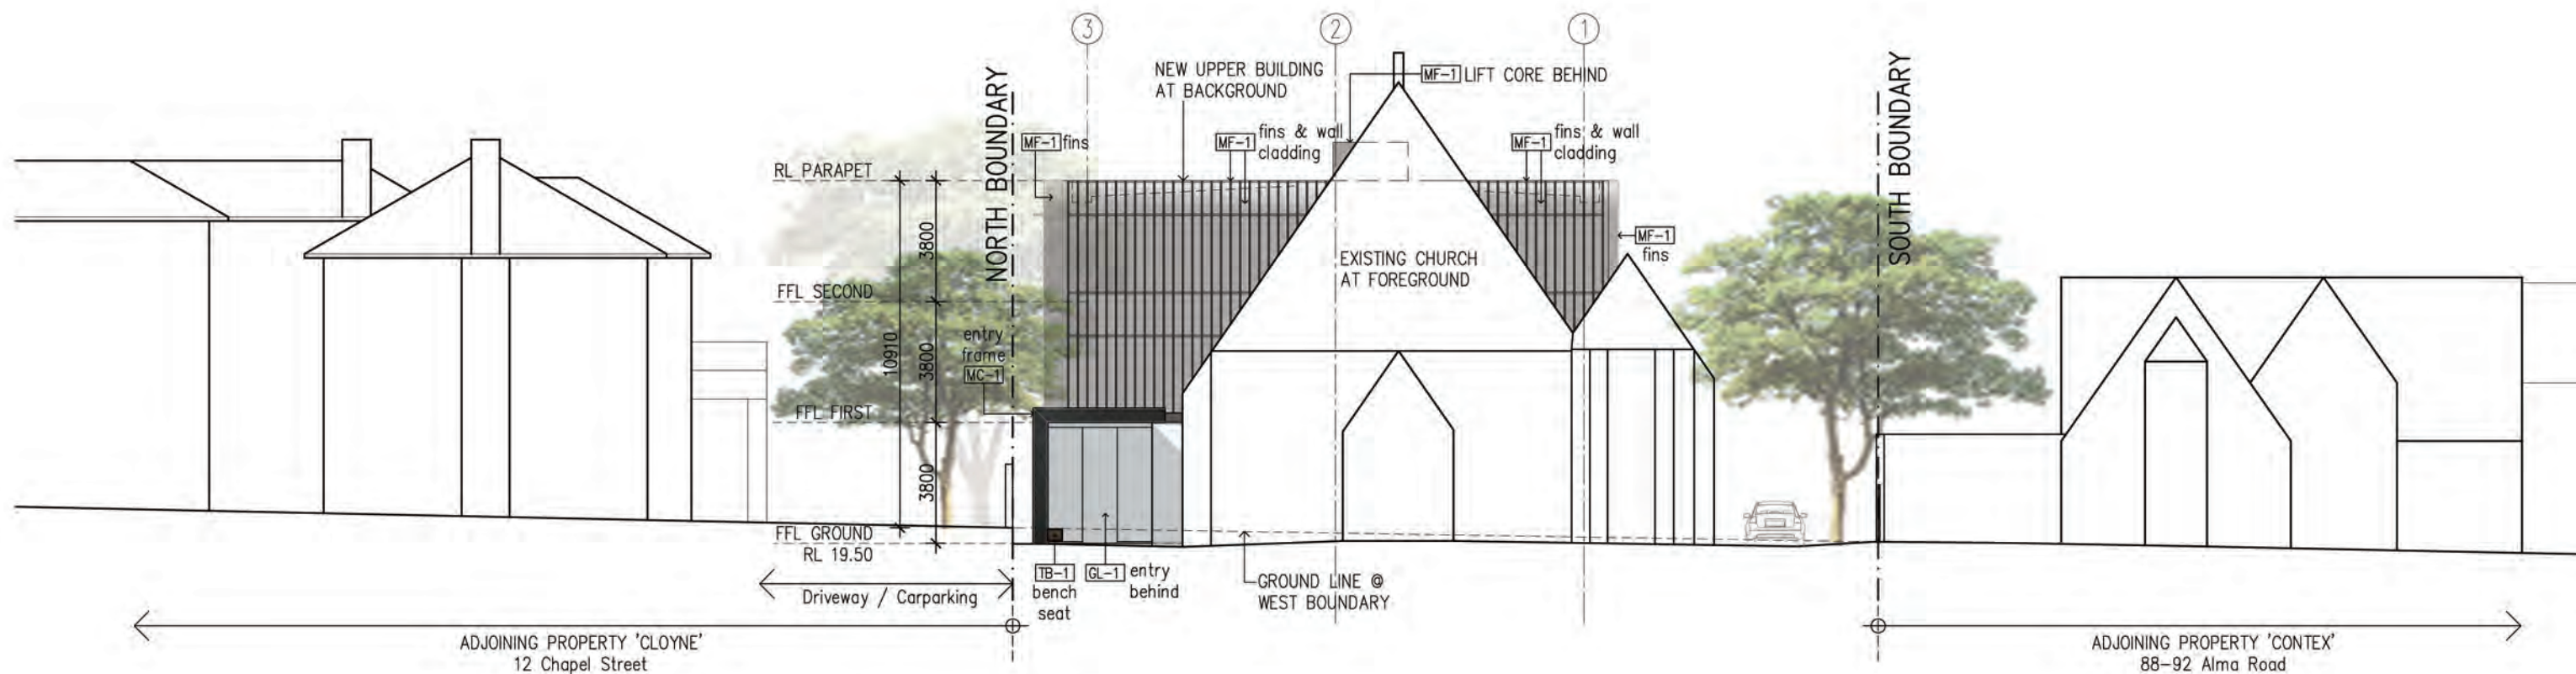 3
2
1
NORTH BOUNDARY
SOUTH BOUNDARY
NEW UPPER BUILDING
AT BACKGROUND
MF-1 LIFT CORE BEHIND
MF-1 fins
MF-1 fins & wall
cladding
MF-1 fins & wall
cladding
RL PARAPET
3800
MF-1
fins
EXISTING CHURCH
AT FOREGROUND
FFL SECOND
entry
frame
MC-1
10910
3800
FFL FIRST
3800
FFL GROUND
RL 19.50
TB-1
bench
seat
GL-1 entry
behind
GROUND LINE @
WEST BOUNDARY
Driveway / Carparking
ADJOINING PROPERTY 'CLOYNE'
12 Chapel Street
ADJOINING PROPERTY 'CONTEX'
88-92 Alma Road